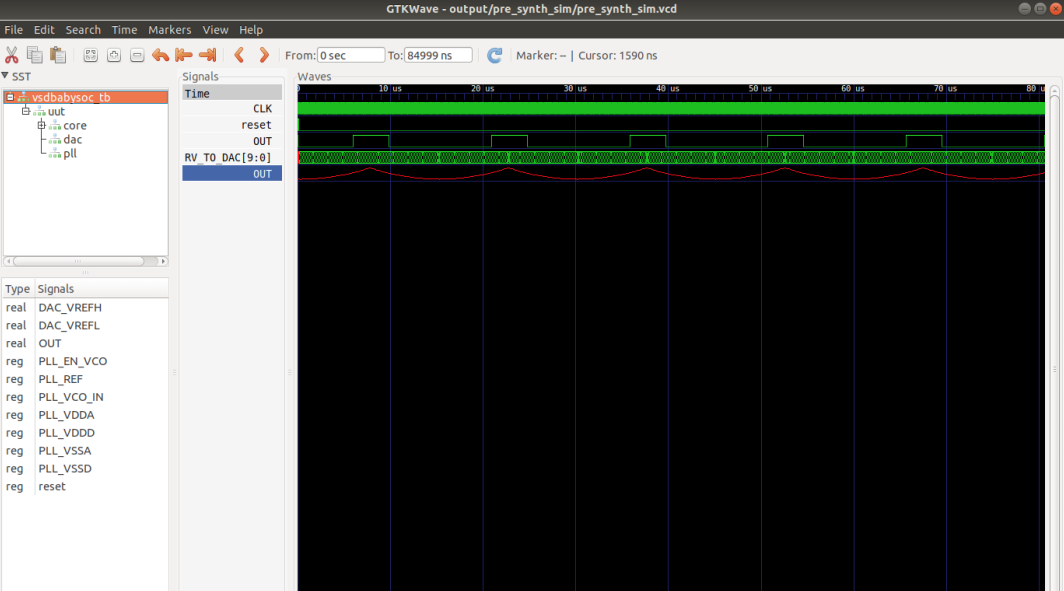 GTKWave - output/pre_synth_sim/pre_synth_sim.vcd
File Edit Search Time Markers View Help
From: 0 sec To: 84999 ns Marker: -- | Cursor: 1590 ns
SST
vsdbabysoc_tb
uut
core
dac
pll
Type Signals
real DAC_VREFH
real DAC_VREFL
real OUT
reg PLL_EN_VCO
reg PLL_REF
reg PLL_VCO_IN
reg PLL_VDDA
reg PLL_VDDD
reg PLL_VSSA
reg PLL_VSSD
reg reset
Signals
Time
CLK
reset
OUT
RV_TO_DAC[9:0]
OUT
Waves
0 10 us 20 us 30 us 40 us 50 us 60 us 70 us 80 u